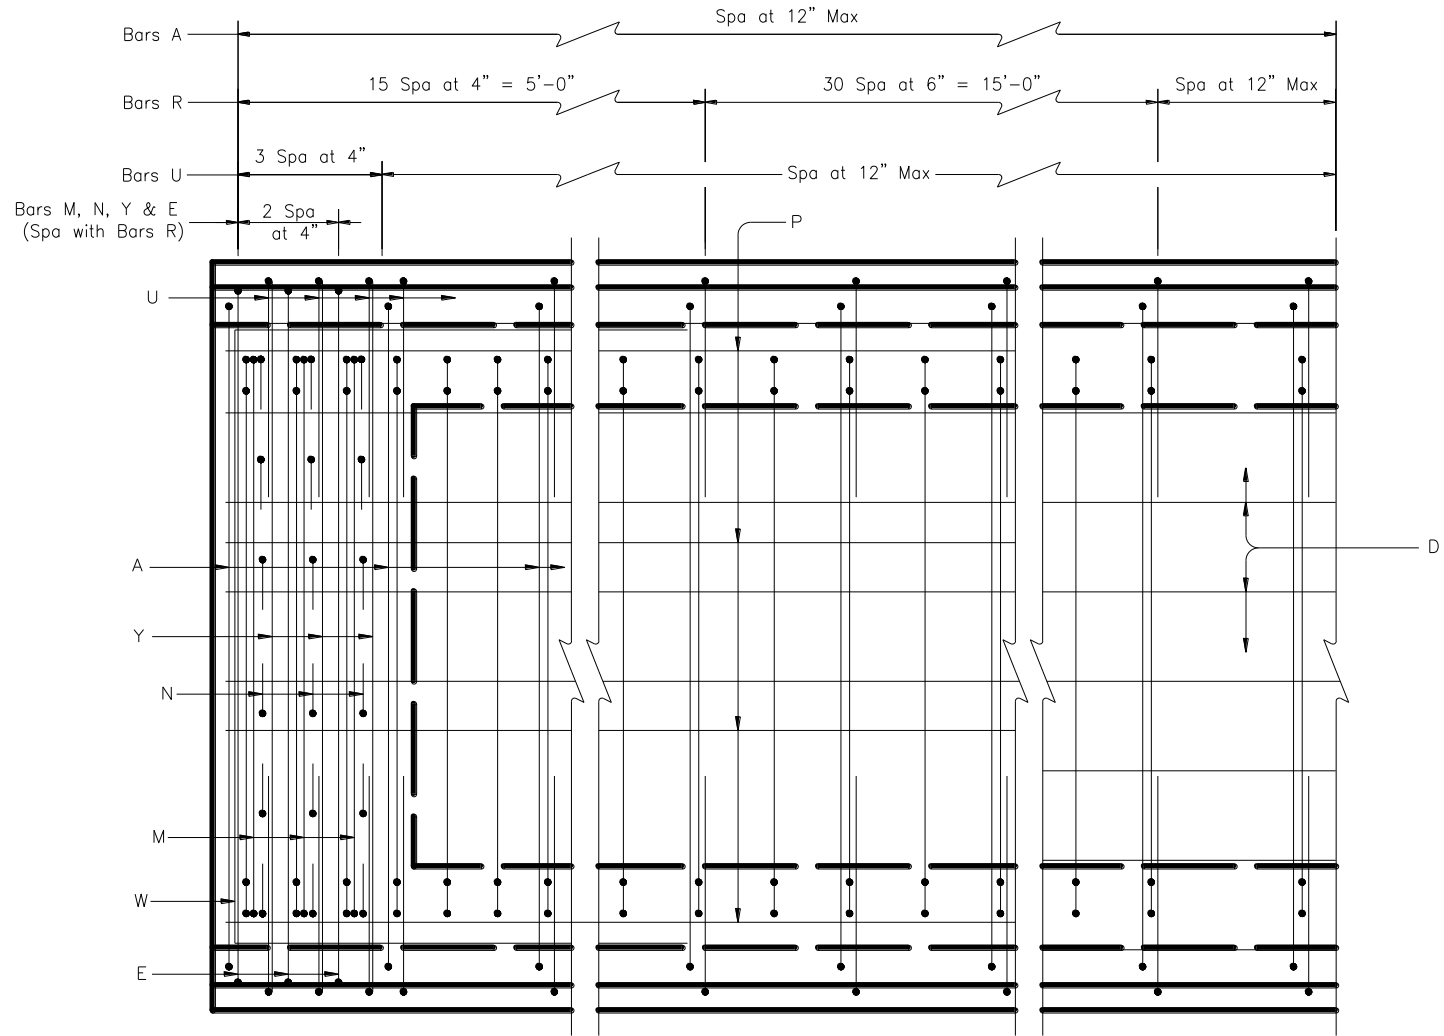 Spa at 12" Max
Bars A
15 Spa at 4" = 5'-0"
30 Spa at 6" = 15'-0"
Spa at 12" Max
Bars R
3 Spa at 4"
Bars U
Spa at 12" Max
Bars M, N, Y & E
(Spa with Bars R)
2 Spa
at 4"
P
U
D
A
Y
N
M
W
E